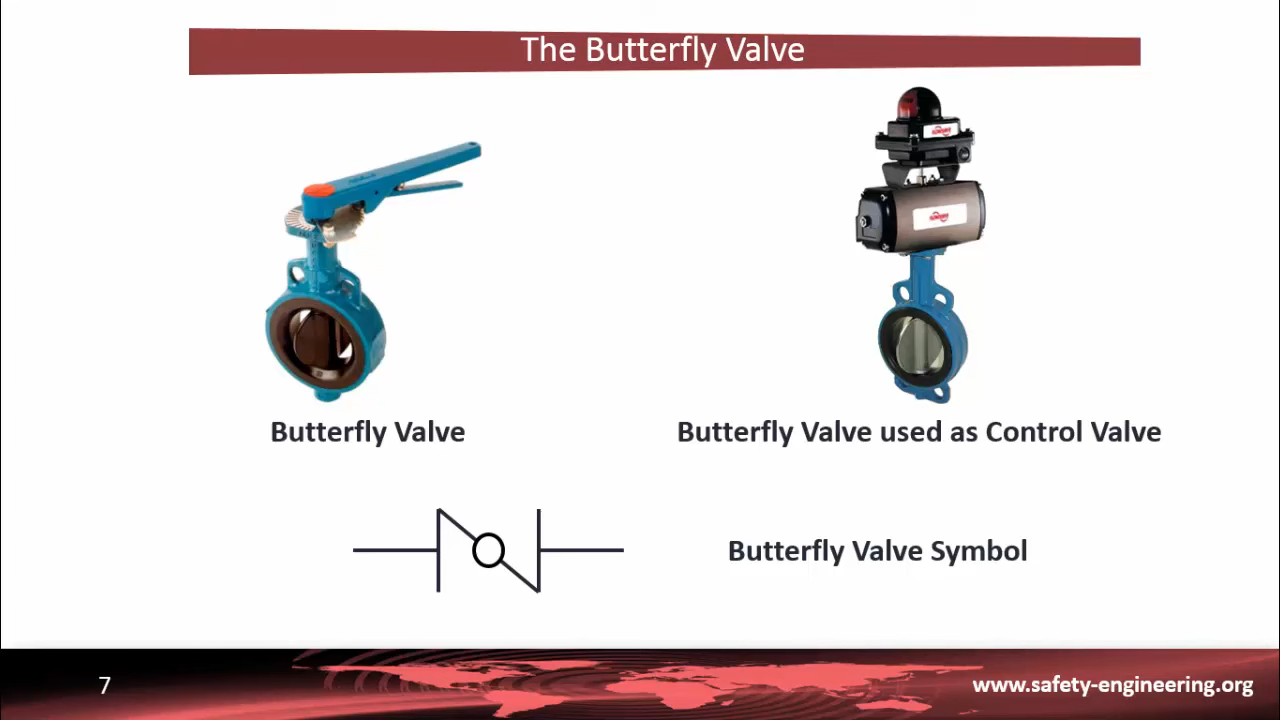 The Butterfly Valve
Butterfly Valve
Butterfly Valve used as Control Valve
Butterfly Valve Symbol
7
www.safety-engineering.org